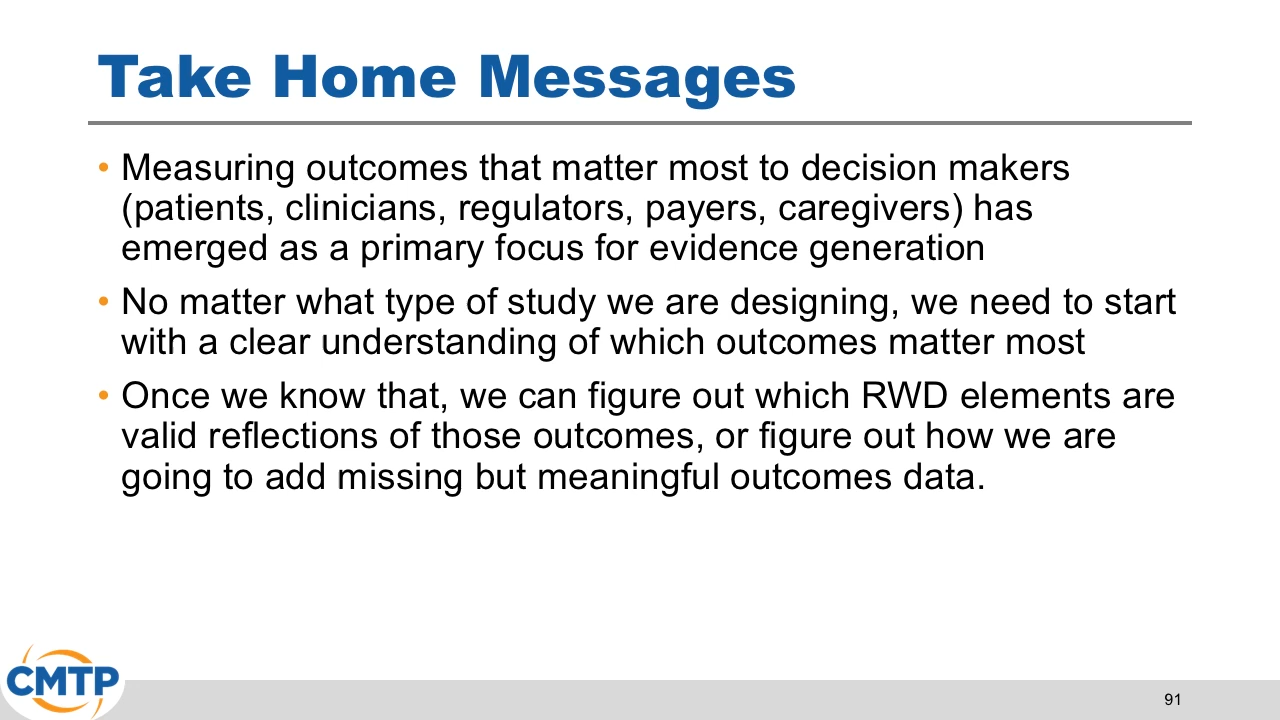 Take Home Messages
• Measuring outcomes that matter most to decision makers
(patients, clinicians, regulators, payers, caregivers) has
emerged as a primary focus for evidence generation
• No matter what type of study we are designing, we need to start
with a clear understanding of which outcomes matter most
• Once we know that, we can figure out which RWD elements are
valid reflections of those outcomes, or figure out how we are
going to add missing but meaningful outcomes data.
CMTP
91